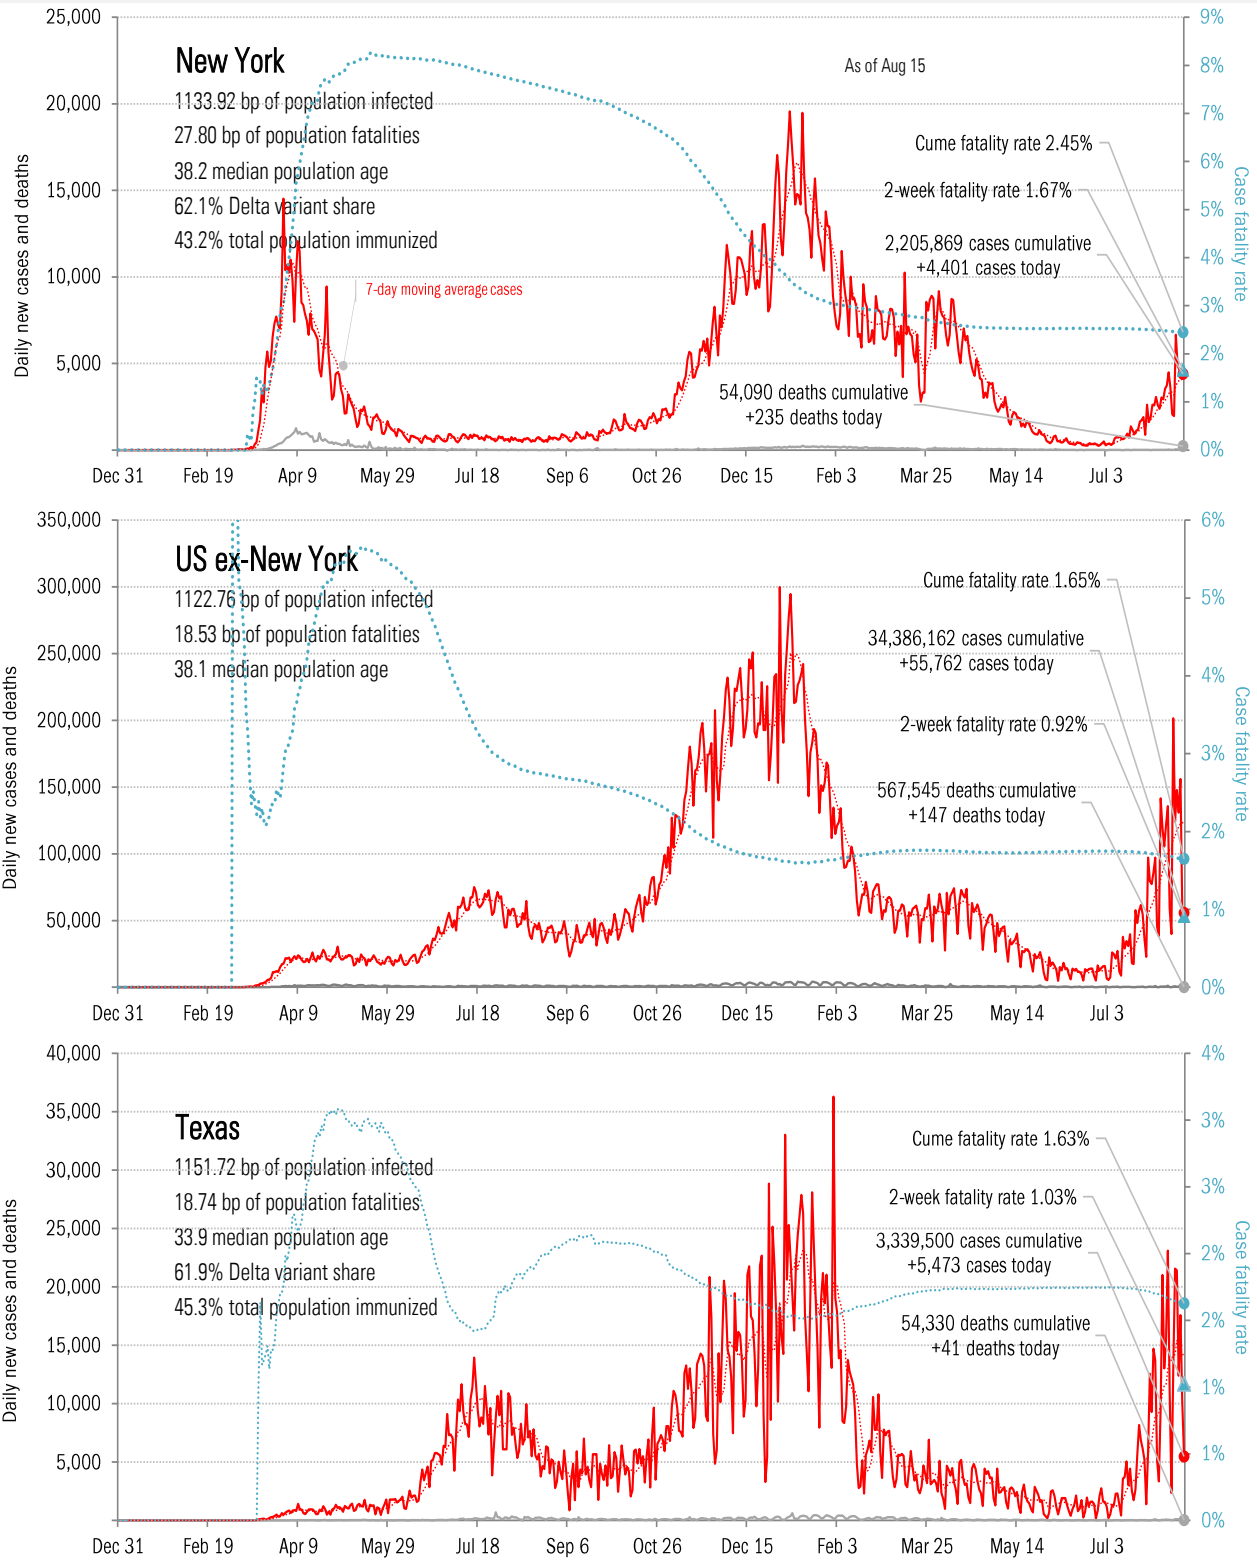 25,000
9%
New York
As of Aug 15
8%
1133.92 bp of population infected
20,000
7%
27.80 bp of population fatalities
Cume fatality rate 2.45%
38.2 median population age
6%
15,000
2-week fatality rate 1.67%
62.1% Delta variant share
5%
43.2% total population immunized
2,205,869 cases cumulative
+4,401 cases today
4%
10,000
7-day moving average cases
3%
5,000
2%
54,090 deaths cumulative
+235 deaths today
1%
0%
Daily new cases and deaths
Case fatality rate
Dec 31 Feb 19 Apr 9 May 29 Jul 18 Sep 6 Oct 26 Dec 15 Feb 3 Mar 25 May 14 Jul 3
350,000
6%
US ex-New York
300,000
Cume fatality rate 1.65%
1122.76 bp of population infected
5%
18.53 bp of population fatalities
34,386,162 cases cumulative
+55,762 cases today
250,000
38.1 median population age
4%
200,000
2-week fatality rate 0.92%
3%
150,000
567,545 deaths cumulative
+147 deaths today
2%
100,000
50,000
1%
0%
Daily new cases and deaths
Case fatality rate
Dec 31 Feb 19 Apr 9 May 29 Jul 18 Sep 6 Oct 26 Dec 15 Feb 3 Mar 25 May 14 Jul 3
40,000
4%
35,000
3%
Texas
Cume fatality rate 1.63%
30,000
1151.72 bp of population infected
3%
18.74 bp of population fatalities
2-week fatality rate 1.03%
25,000
33.9 median population age
3,339,500 cases cumulative
+5,473 cases today
2%
61.9% Delta variant share
20,000
45.3% total population immunized
2%
54,330 deaths cumulative
+41 deaths today
15,000
1%
10,000
1%
5,000
0%
Daily new cases and deaths
Case fatality rate
Dec 31 Feb 19 Apr 9 May 29 Jul 18 Sep 6 Oct 26 Dec 15 Feb 3 Mar 25 May 14 Jul 3